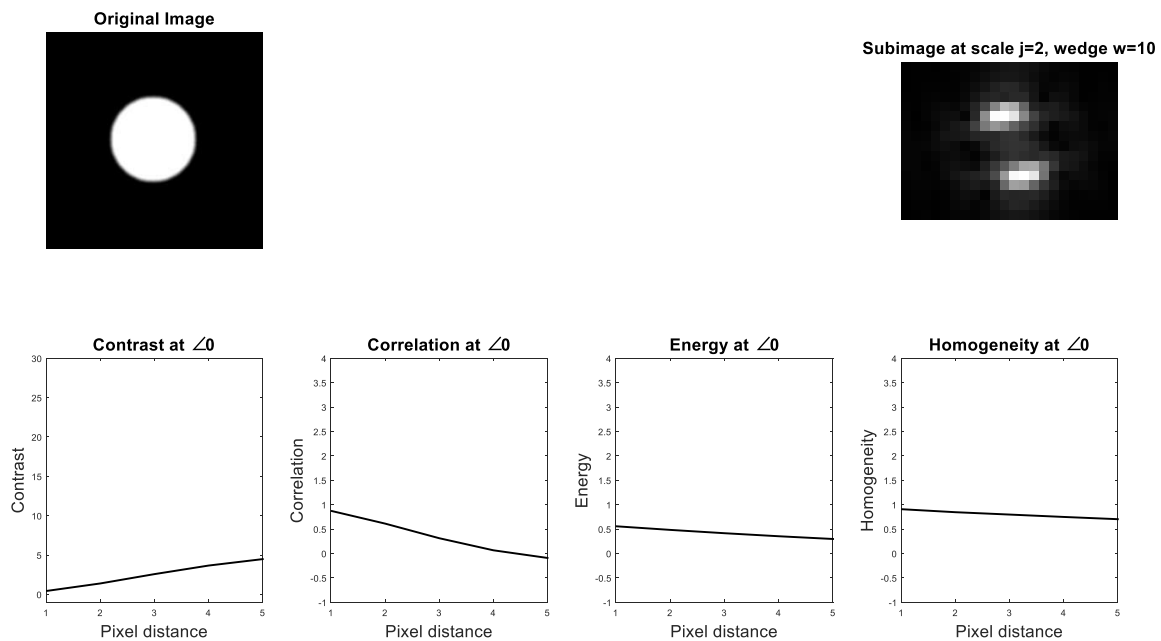 Original Image
Subimage at scale j=2, wedge w=10
Contrast at ∠0
30
25
20
15
10
5
0
1 2 3 4 5
Contrast
Pixel distance
Correlation at ∠0
4
3.5
3
2.5
2
1.5
1
0.5
0
-0.5
-1
1 2 3 4 5
Correlation
Pixel distance
Energy at ∠0
4
3.5
3
2.5
2
1.5
1
0.5
0
-0.5
-1
1 2 3 4 5
Energy
Pixel distance
Homogeneity at ∠0
4
3.5
3
2.5
2
1.5
1
0.5
0
-0.5
-1
1 2 3 4 5
Homogeneity
Pixel distance